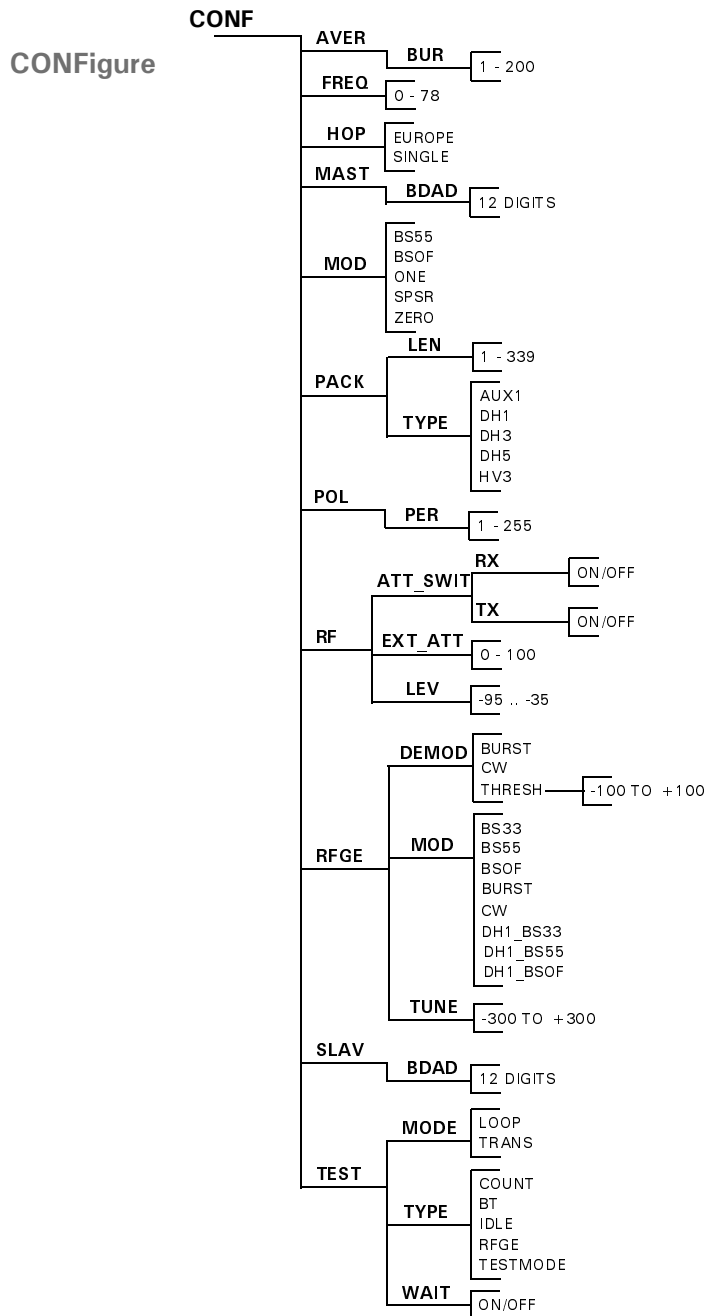 CONF
CONFigure
AVER
BUR
1 - 200
FREQ
0 - 78
HOP
EUROPE
SINGLE
MAST
BDAD
12 DIGITS
MOD
BS55
BSOF
ONE
SPSR
ZERO
PACK
LEN
1 - 339
TYPE
AUX1
DH1
DH3
DH5
HV3
POL
PER
1 - 255
RF
ATT_SWIT
RX
ON/OFF
TX
ON/OFF
EXT_ATT
0 - 100
LEV
-95 .. -35
RFGE
DEMOD
BURST
CW
THRESH
-100 TO +100
MOD
BS33
BS55
BSOF
BURST
CW
DH1_BS33
DH1_BS55
DH1_BSOF
TUNE
-300 TO +300
SLAV
BDAD
12 DIGITS
TEST
MODE
LOOP
TRANS
TYPE
COUNT
BT
IDLE
RFGE
TESTMODE
WAIT
ON/OFF